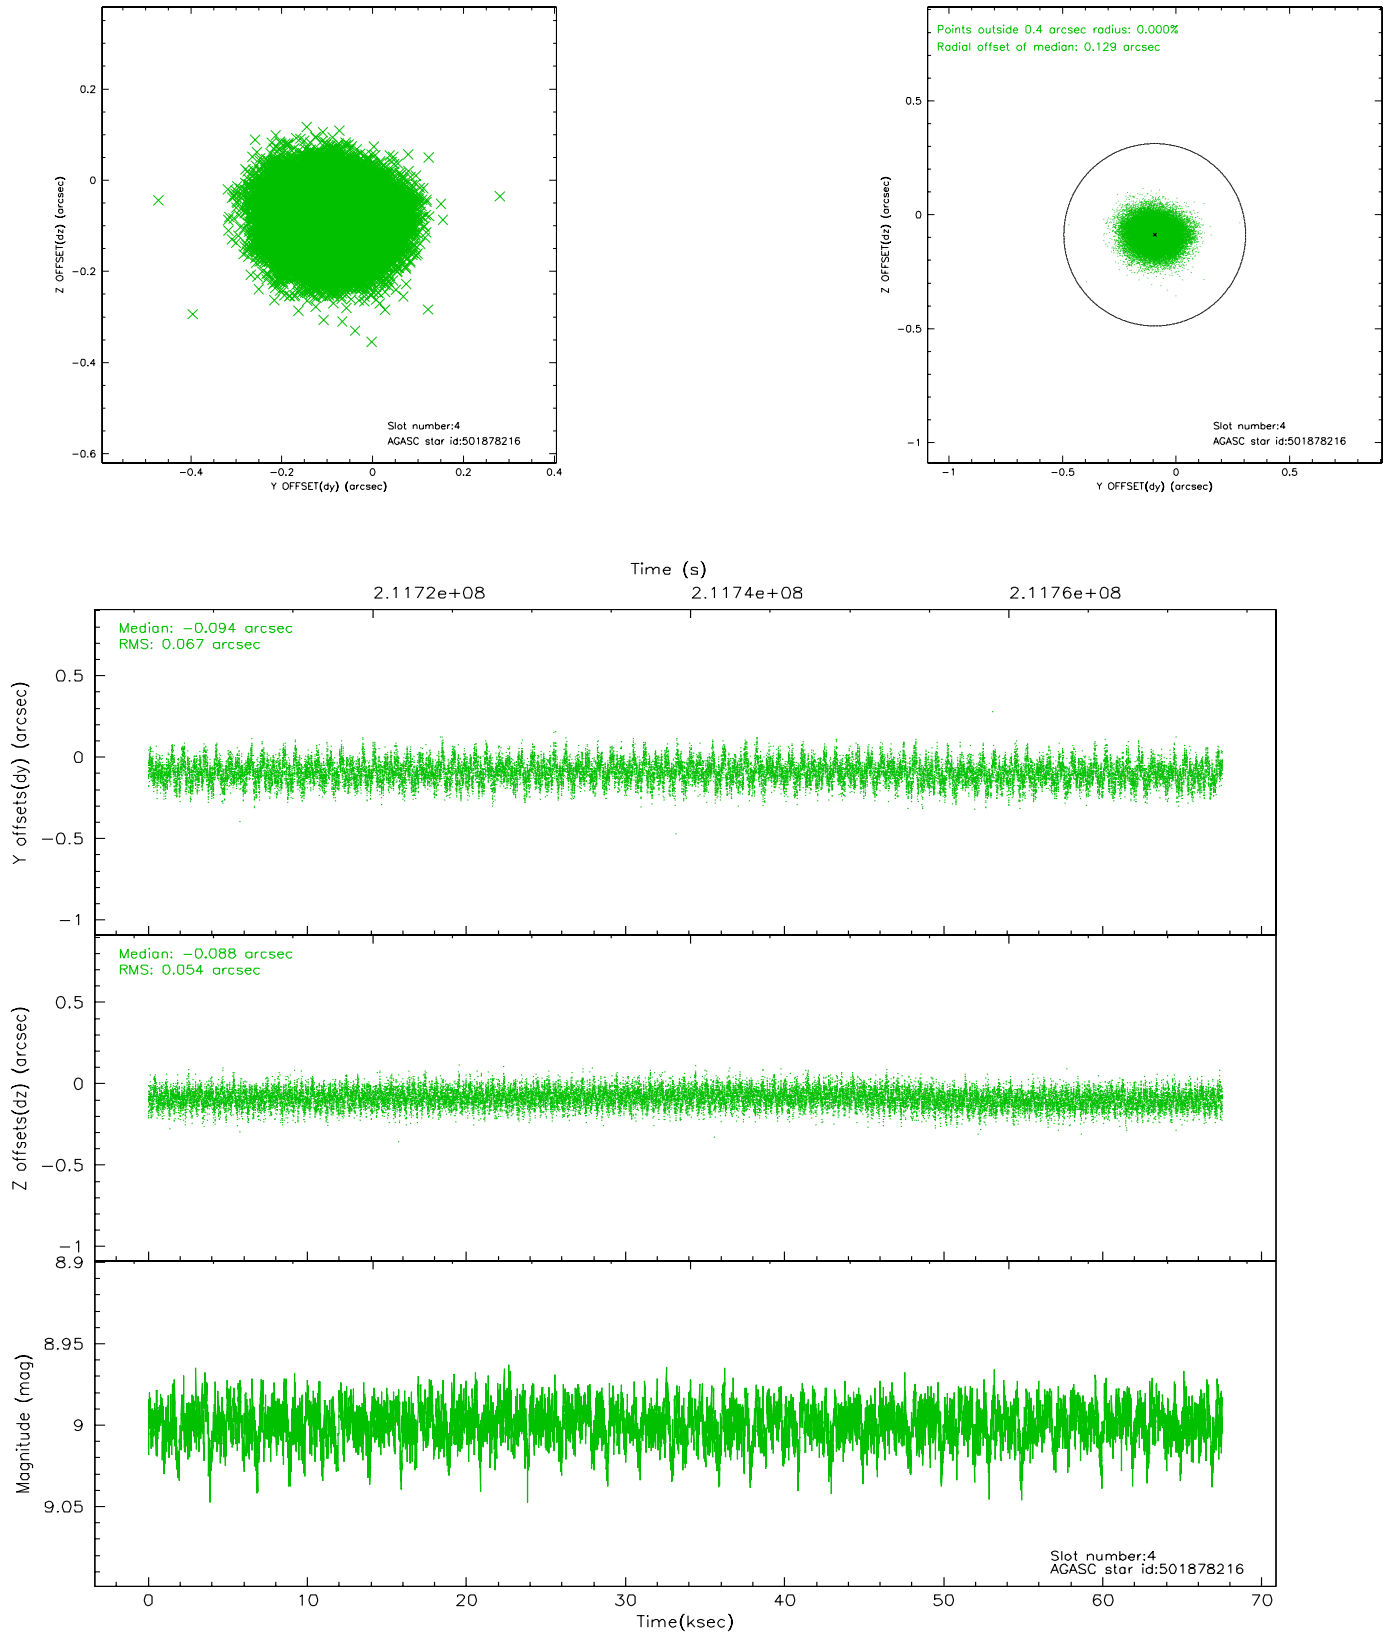 0.2
0
-0.2
-0.4
-0.6
-0.4
-0.2
0
0.2
0.4
Z OFFSET(dz) (arcsec)
Y OFFSET(dy) (arcsec)
Slot number:4
AGASC star id:501878216
Points outside 0.4 arcsec radius: 0.000%
Radial offset of median: 0.129 arcsec
0.5
0
-0.5
-1
-1
-0.5
0
0.5
Z OFFSET(dz) (arcsec)
Y OFFSET(dy) (arcsec)
Slot number:4
AGASC star id:501878216
Time (s)
2.1172e+08
2.1174e+08
2.1176e+08
Median: -0.094 arcsec
RMS: 0.067 arcsec
0.5
0
-0.5
-1
Y offsets(dy) (arcsec)
Median: -0.088 arcsec
RMS: 0.054 arcsec
0.5
0
-0.5
-1
Z offsets(dz) (arcsec)
8.9
8.95
9
9.05
Magnitude (mag)
Slot number:4
AGASC star id:501878216
0
10
20
30
40
50
60
70
Time(ksec)